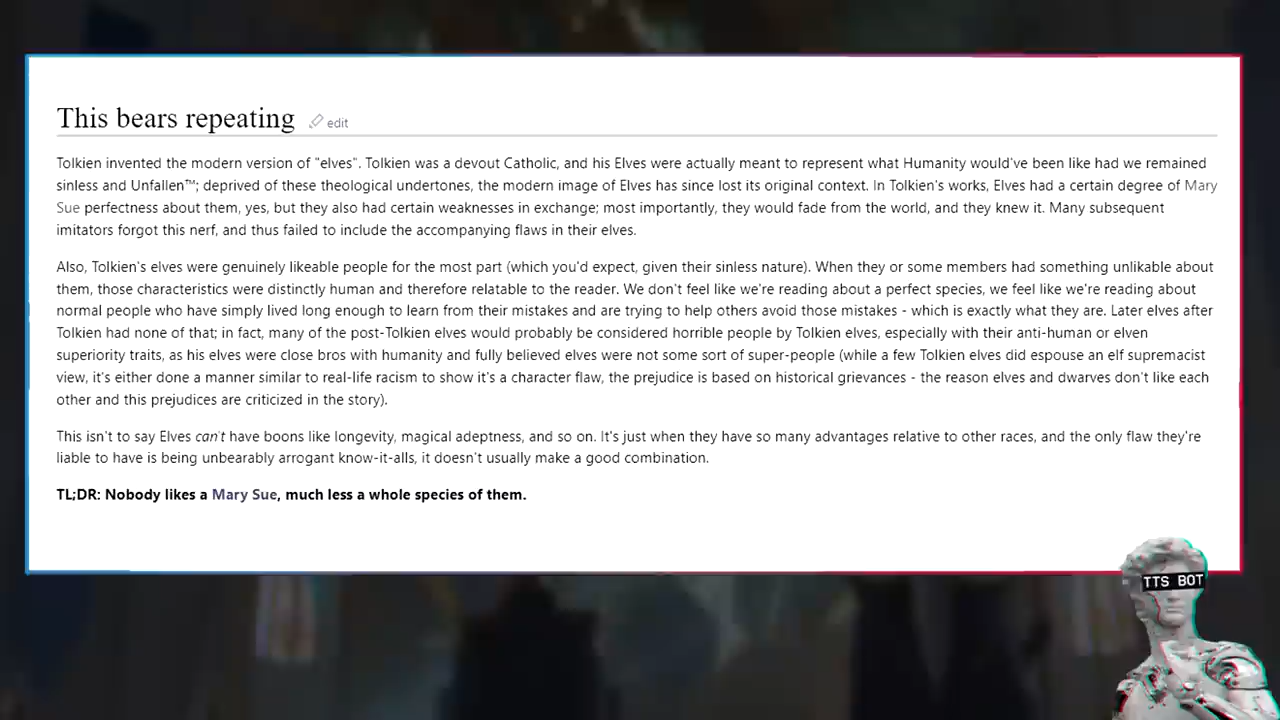 This bears repeating edit
Tolkien invented the modern version of "elves". Tolkien was a devout Catholic, and his Elves were actually meant to represent what Humanity would've been like had we remained
sinless and Unfallen™; deprived of these theological undertones, the modern image of Elves has since lost its original context. In Tolkien's works, Elves had a certain degree of Mary
Sue perfectness about them, yes, but they also had certain weaknesses in exchange; most importantly, they would fade from the world, and they knew it. Many subsequent
imitators forgot this nerf, and thus failed to include the accompanying flaws in their elves.
Also, Tolkien's elves were genuinely likeable people for the most part (which you'd expect, given their sinless nature). When they or some members had something unlikable about
them, those characteristics were distinctly human and therefore relatable to the reader. We don't feel like we're reading about a perfect species, we feel like we're reading about
normal people who have simply lived long enough to learn from their mistakes and are trying to help others avoid those mistakes - which is exactly what they are. Later elves after
Tolkien had none of that; in fact, many of the post-Tolkien elves would probably be considered horrible people by Tolkien elves, especially with their anti-human or elven
superiority traits, as his elves were close bros with humanity and fully believed elves were not some sort of super-people (while a few Tolkien elves did espouse an elf supremacist
view, it's either done a manner similar to real-life racism to show it's a character flaw, the prejudice is based on historical grievances - the reason elves and dwarves don't like each
other and this prejudices are criticized in the story).
This isn't to say Elves can't have boons like longevity, magical adeptness, and so on. It's just when they have so many advantages relative to other races, and the only flaw they're
liable to have is being unbearably arrogant know-it-alls, it doesn't usually make a good combination.
TL;DR: Nobody likes a Mary Sue, much less a whole species of them.
TTS BOT